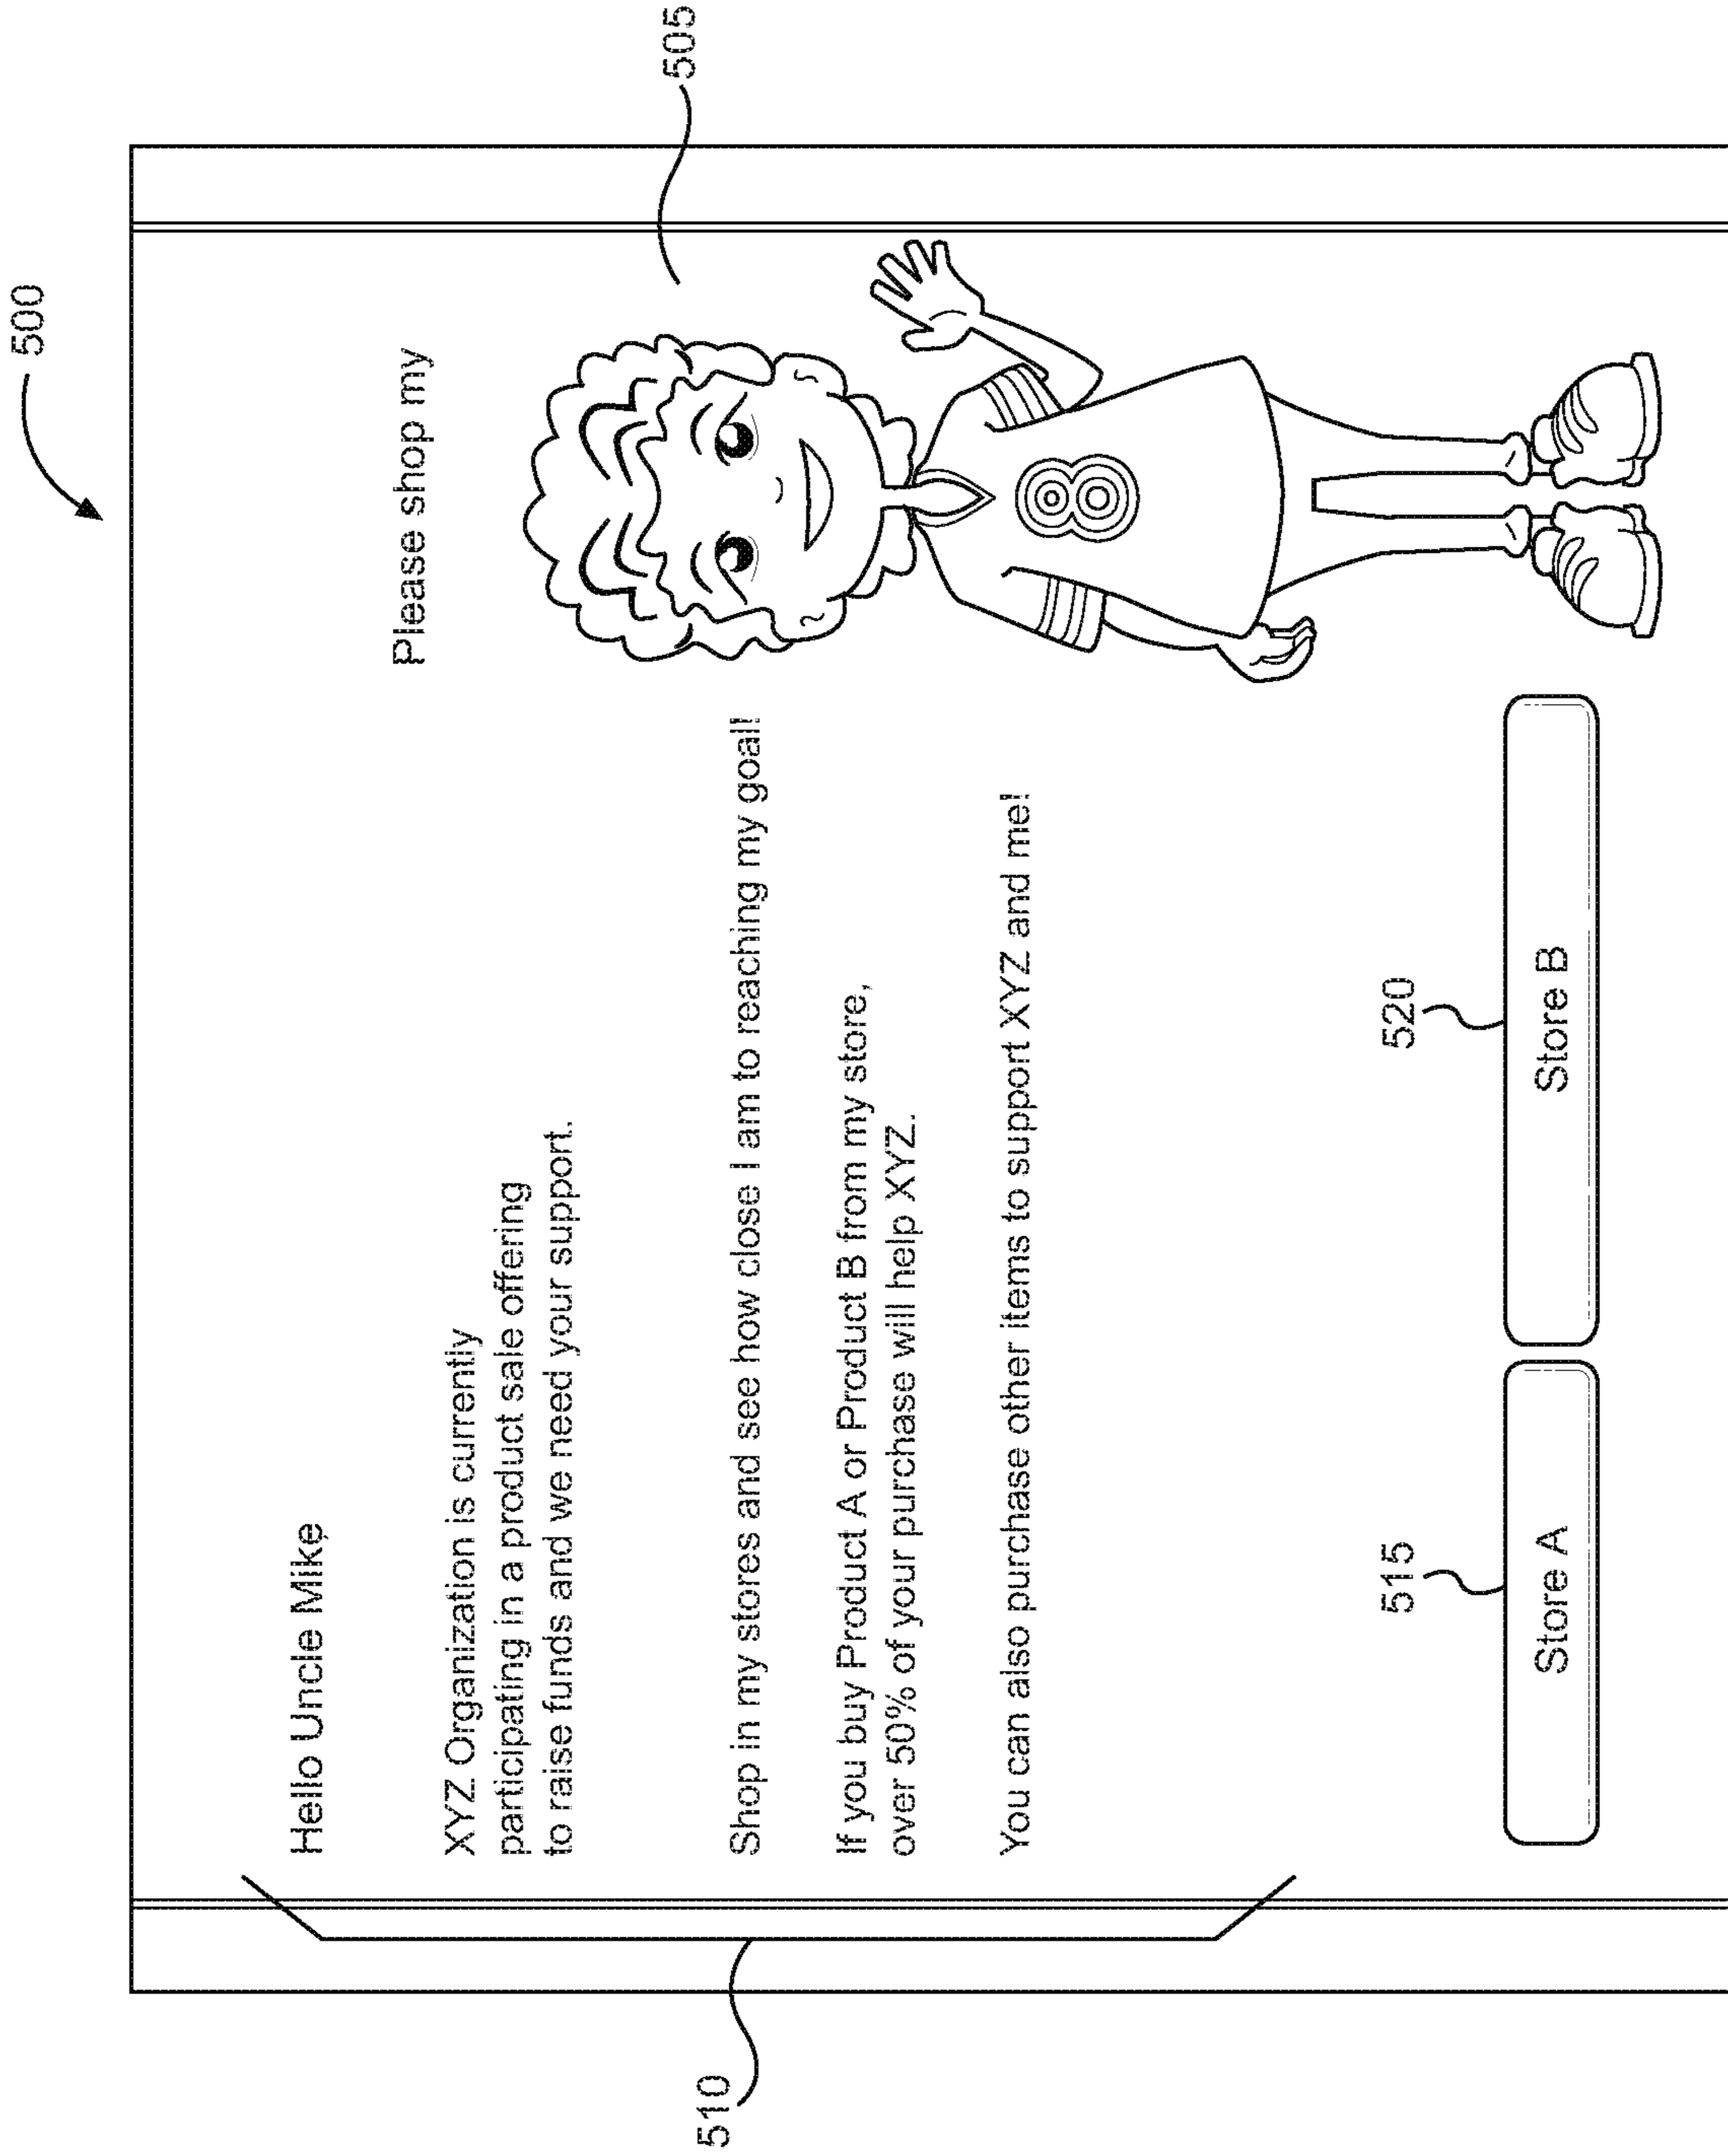 500
Hello Uncle Mike
Please shop my
XYZ Organization is currently
participating in a product sale offering
to raise funds and we need your support.
505
510
Shop in my stores and see how close I am to reaching my goal!
If you buy Product A or Product B from my store,
over 50% of your purchase will help XYZ.
8
You can also purchase other items to support XYZ and me!
515
520
Store A
Store B